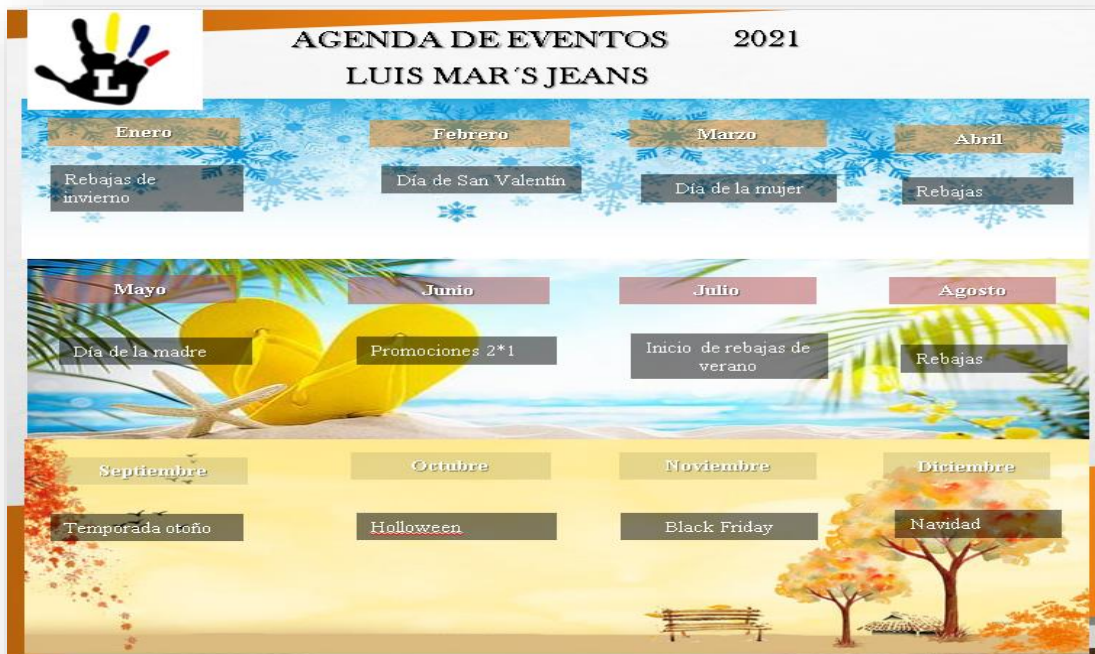 AGENDA DE EVENTOS 2021
LUIS MAR´S JEANS
L
Enero
Febrero
Marzo
Abril
Rebajas de
invierno
Día de San Valentín
Día de la mujer
Rebajas
Mayo
Junio
Julio
Agosto
Día de la madre
Promociones 2*1
Inicio de rebajas de
verano
Rebajas
Septiembre
Octubre
Noviembre
Diciembre
Temporada otoño
Holloween
Black Friday
Navidad